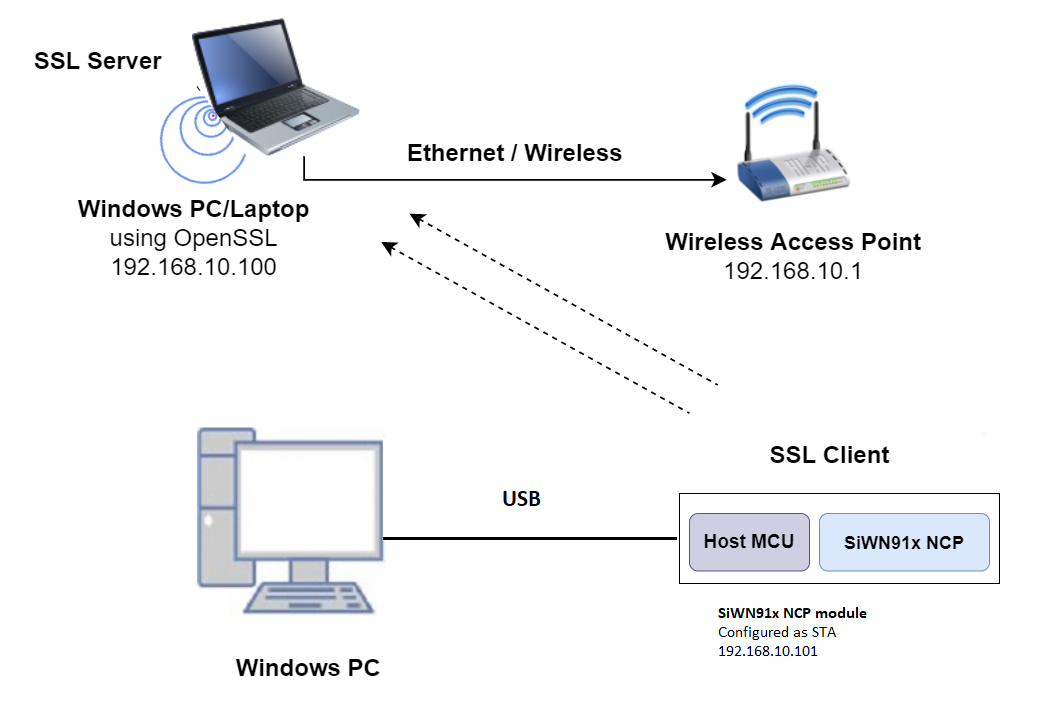 SSL Server
Ethernet / Wireless
Windows PC/Laptop
using OpenSSL
192.168.10.100
Wireless Access Point
192.168.10.1
SSL Client
USB
Host MCU
SiWN91x NCP
SiWN91x NCP module
Configured as STA
192.168.10.101
Windows PC